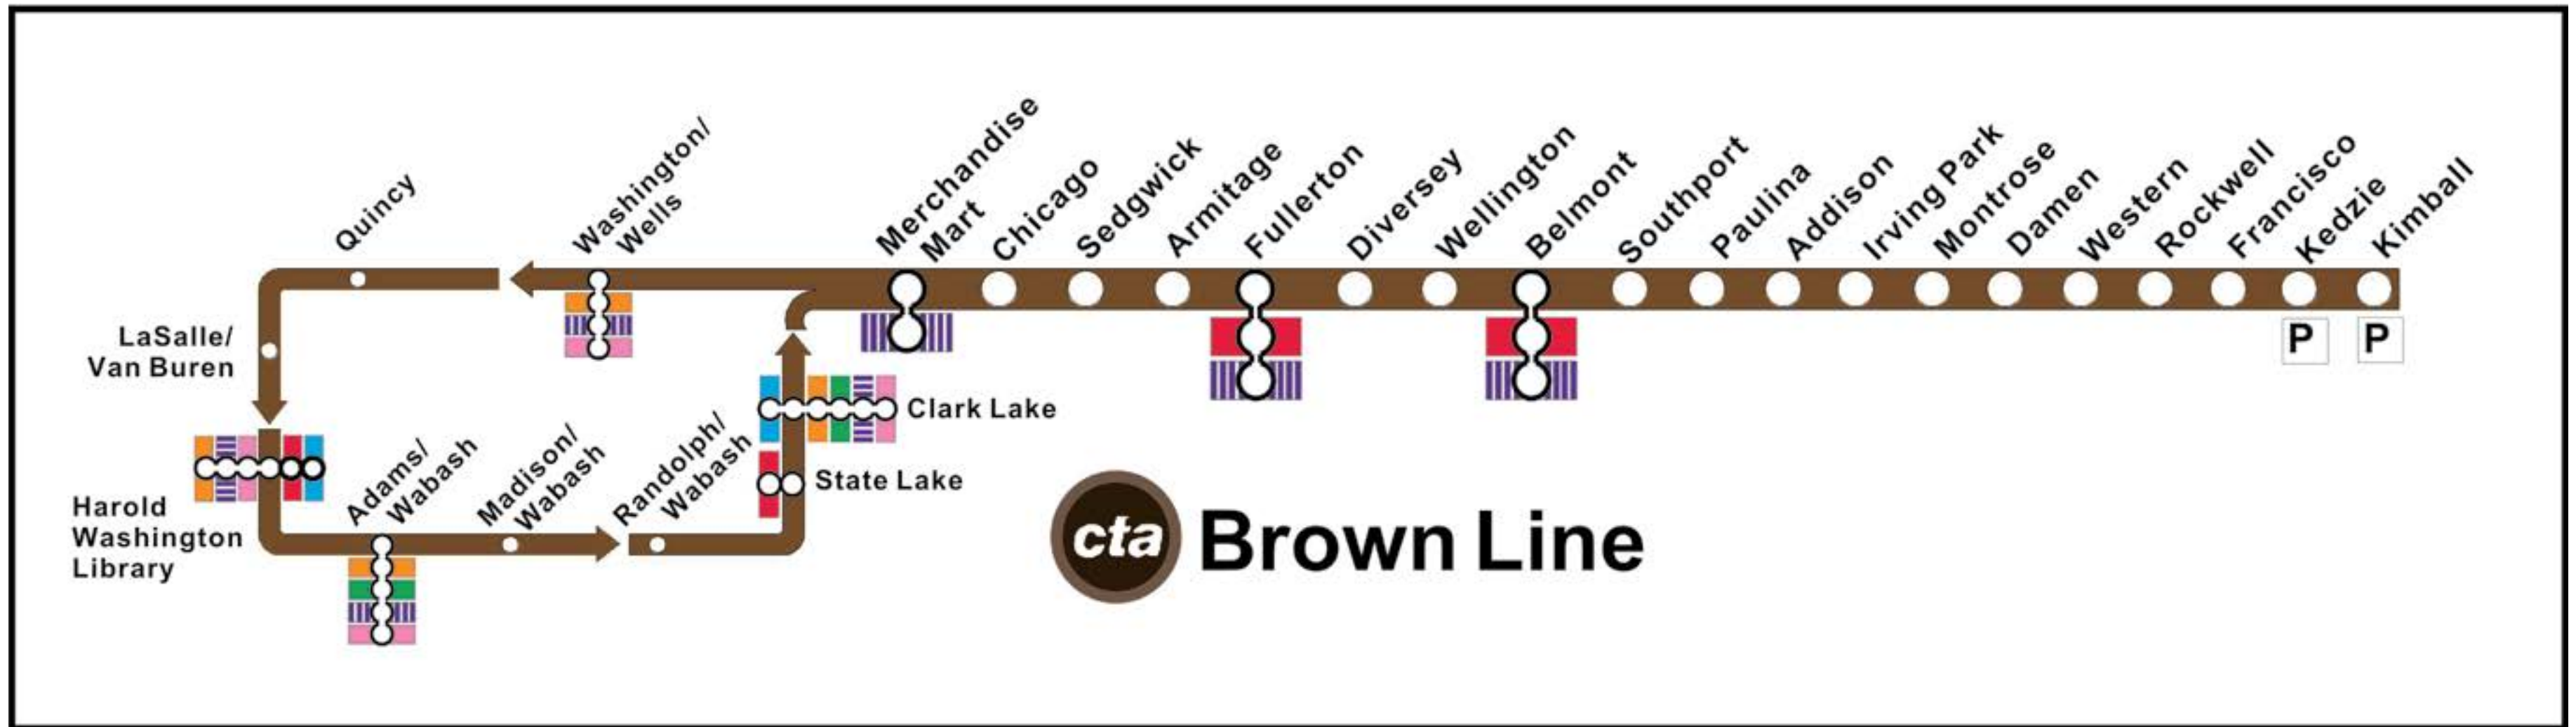 Quincy
Washington/
Wells
Merchandise
Mart
Chicago
Sedgwick
Armitage
Fullerton
Diversey
Wellington
Belmont
Southport
Paulina
Addison
Irving Park
Montrose
Damen
Western
Rockwell
Francisco
Kedzie
Kimball
P
P
LaSalle/
Van Buren
Harold
Washington
Library
Adams/
Wabash
Madison/
Wabash
Randolph/
Wabash
Clark Lake
State Lake
cta
Brown Line